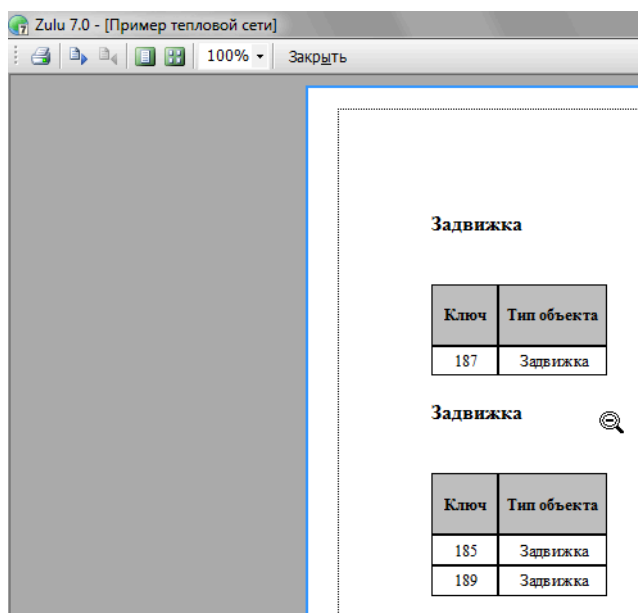 Zulu 7.0 - [Пример тепловой сети]
100% Закрыть
Задвижка
Ключ Тип объекта
187 Задвижка
Задвижка
Ключ Тип объекта
185 Задвижка
189 Задвижка